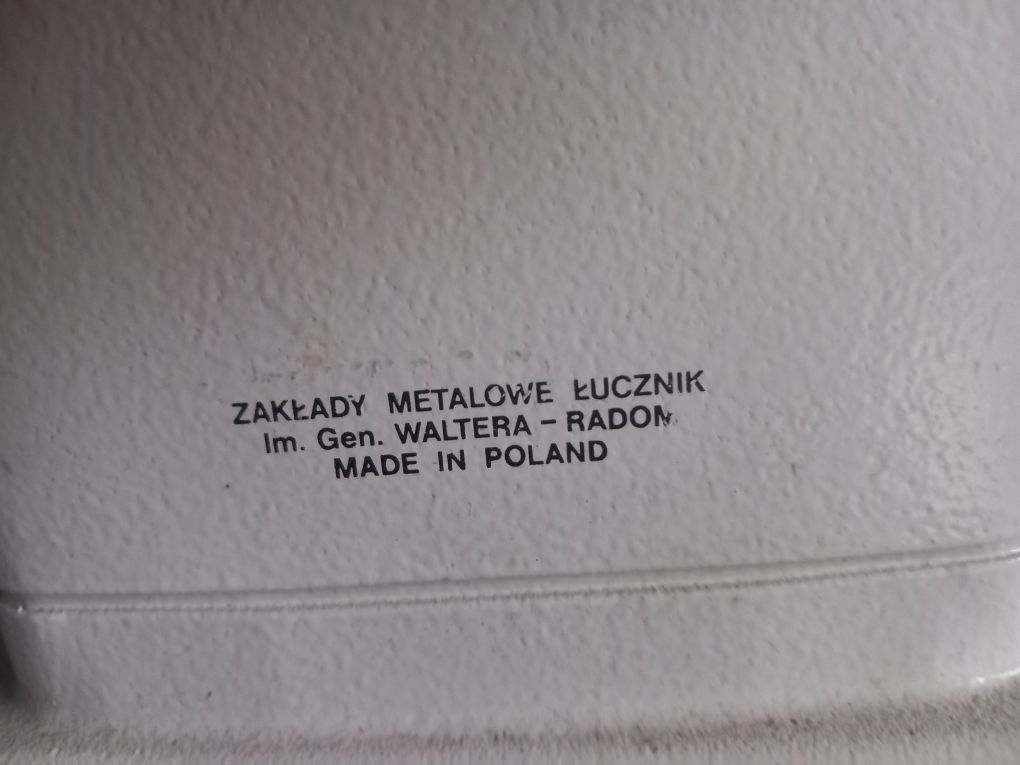 ZAKŁADY METALOWE ŁUCZNIK
Im. Gen. WALTERA – RADOM
MADE IN POLAND